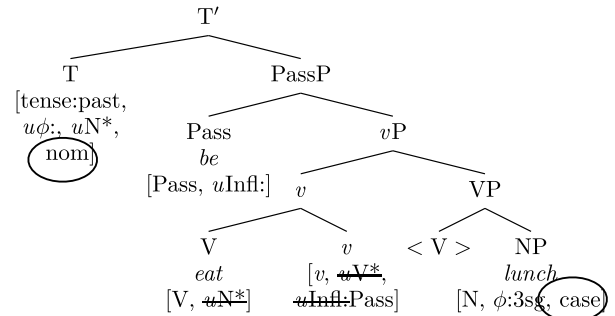 T′
T PassP
[tense:past,
uϕ:, uN*,
nom]
Pass vP
be
[Pass, uInfl:]
v VP
V v < V > NP
eat [v, uV*, lunch
[V, uN*] uInfl:Pass] [N, ϕ:3sg, case]